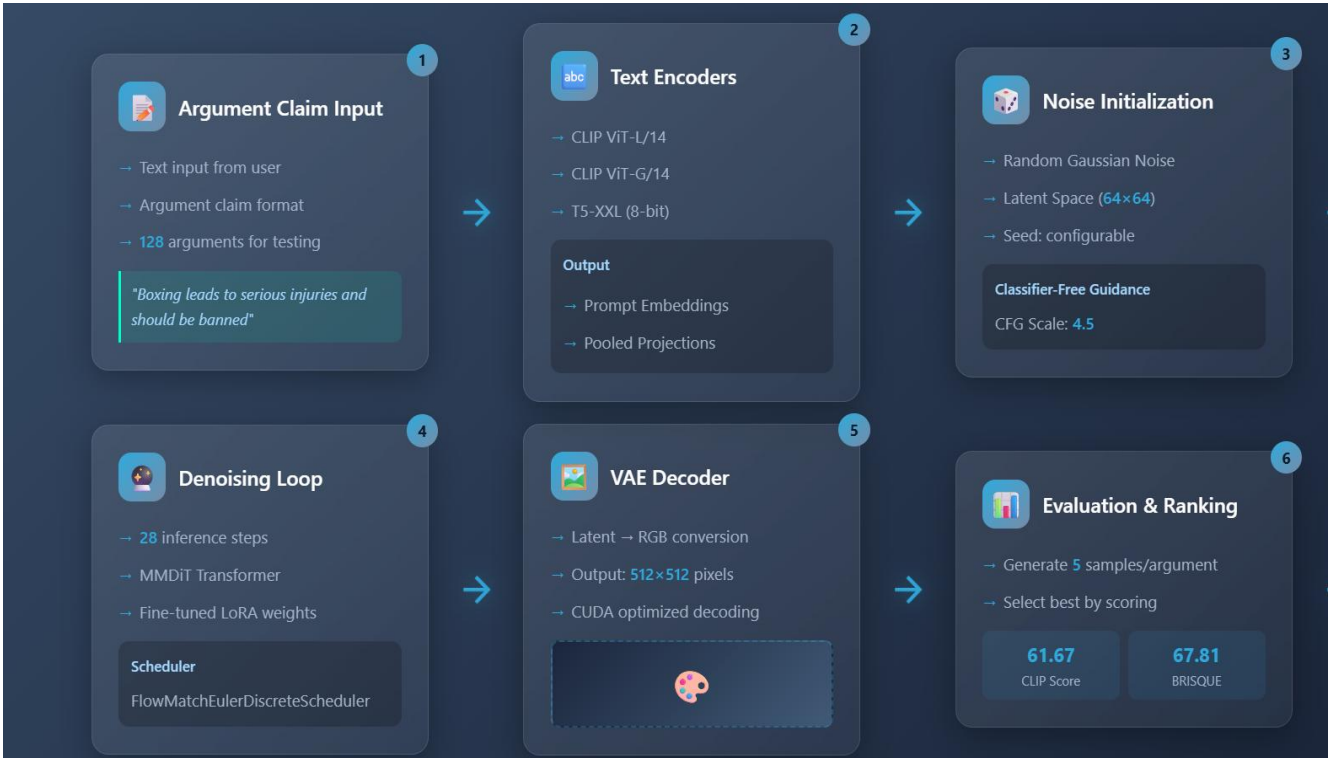 1
Argument Claim Input
→ Text input from user
→ Argument claim format
→ 128 arguments for testing
"Boxing leads to serious injuries and
should be banned"
2
abc
Text Encoders
→ CLIP ViT-L/14
→ CLIP ViT-G/14
→ T5-XXL (8-bit)
Output
→ Prompt Embeddings
→ Pooled Projections
3
Noise Initialization
→ Random Gaussian Noise
→ Latent Space (64×64)
→ Seed: configurable
Classifier-Free Guidance
CFG Scale: 4.5
4
Denoising Loop
→ 28 inference steps
→ MMDiT Transformer
→ Fine-tuned LoRA weights
Scheduler
FlowMatchEulerDiscreteScheduler
5
VAE Decoder
→ Latent → RGB conversion
→ Output: 512×512 pixels
→ CUDA optimized decoding
6
Evaluation & Ranking
→ Generate 5 samples/argument
→ Select best by scoring
61.67
CLIP Score
67.81
BRISQUE